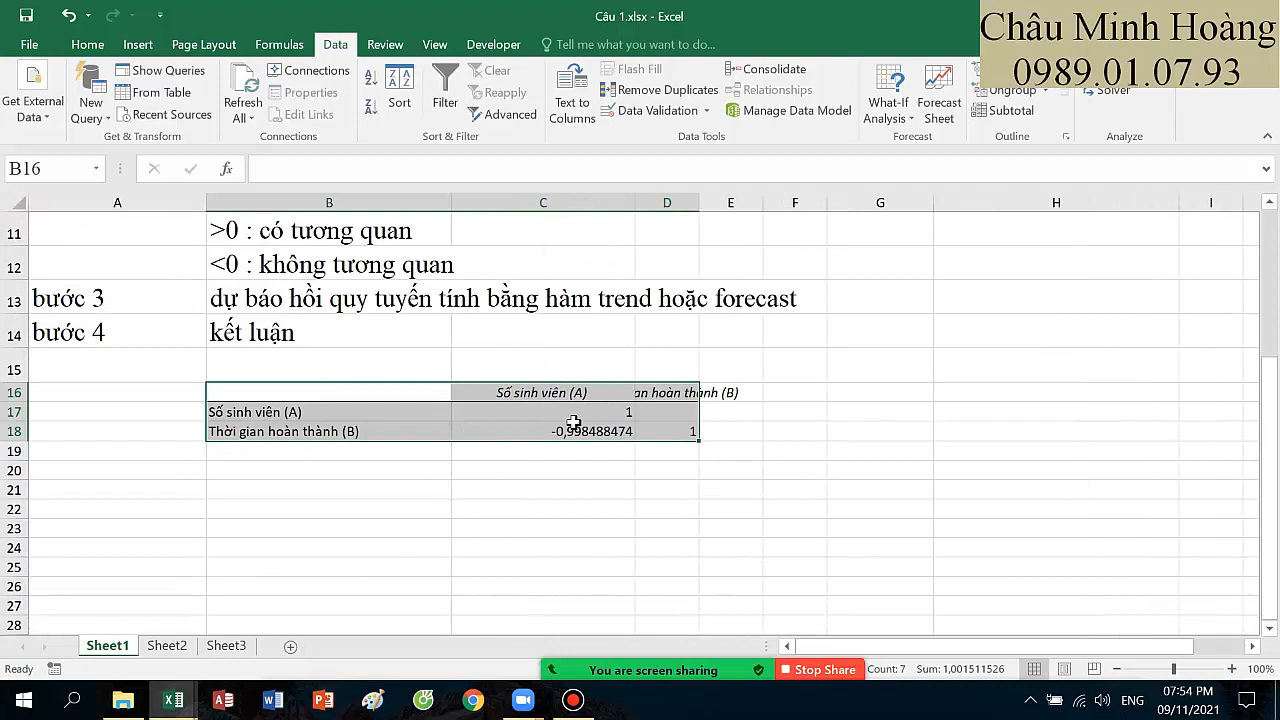 Câu 1.xlsx - Excel
Châu Minh Hoàng
0989.01.07.93
File Home Insert Page Layout Formulas Data Review View Developer Tell me what you want to do...
Get External Data
New Query
Show Queries
From Table
Recent Sources
Get & Transform
Refresh All
Connections
Properties
Edit Links
Connections
Sort
Filter
Clear
Reapply
Advanced
Sort & Filter
Text to Columns
Flash Fill
Remove Duplicates
Data Validation
Consolidate
Relationships
Manage Data Model
Data Tools
What-If Analysis
Forecast Sheet
Forecast
Ungroup
Subtotal
Outline
Solver
Analyze
B16
fx
A B C D E F G H I
11 >0 : có tương quan
12 <0 : không tương quan
13 bước 3 dự báo hồi quy tuyến tính bằng hàm trend hoặc forecast
14 bước 4 kết luận
15
16 Số sinh viên (A) an hoàn thành (B)
17 Số sinh viên (A) 1
18 Thời gian hoàn thành (B) -0,998488474 1
19
20
21
22
23
24
25
26
27
28
Sheet1 Sheet2 Sheet3
Ready
You are screen sharing
Stop Share
Count: 7 Sum: 1,001511526
100%
ENG
07:54 PM
09/11/2021